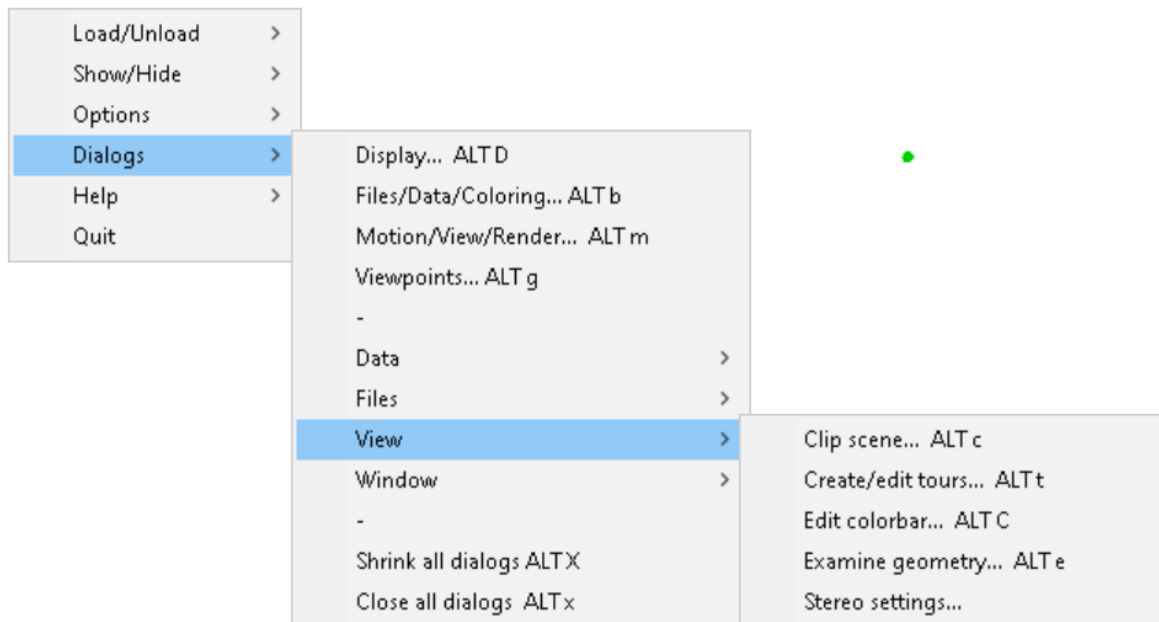 Load/Unload
Show/Hide
Options
Dialogs
Help
Quit
Display... ALT D
Files/Data/Coloring... ALT b
Motion/View/Render... ALT m
Viewpoints... ALT g
-
Data
Files
View
Window
-
Shrink all dialogs ALT X
Close all dialogs ALT x
Clip scene... ALT c
Create/edit tours... ALT t
Edit colorbar... ALT C
Examine geometry... ALT e
Stereo settings...